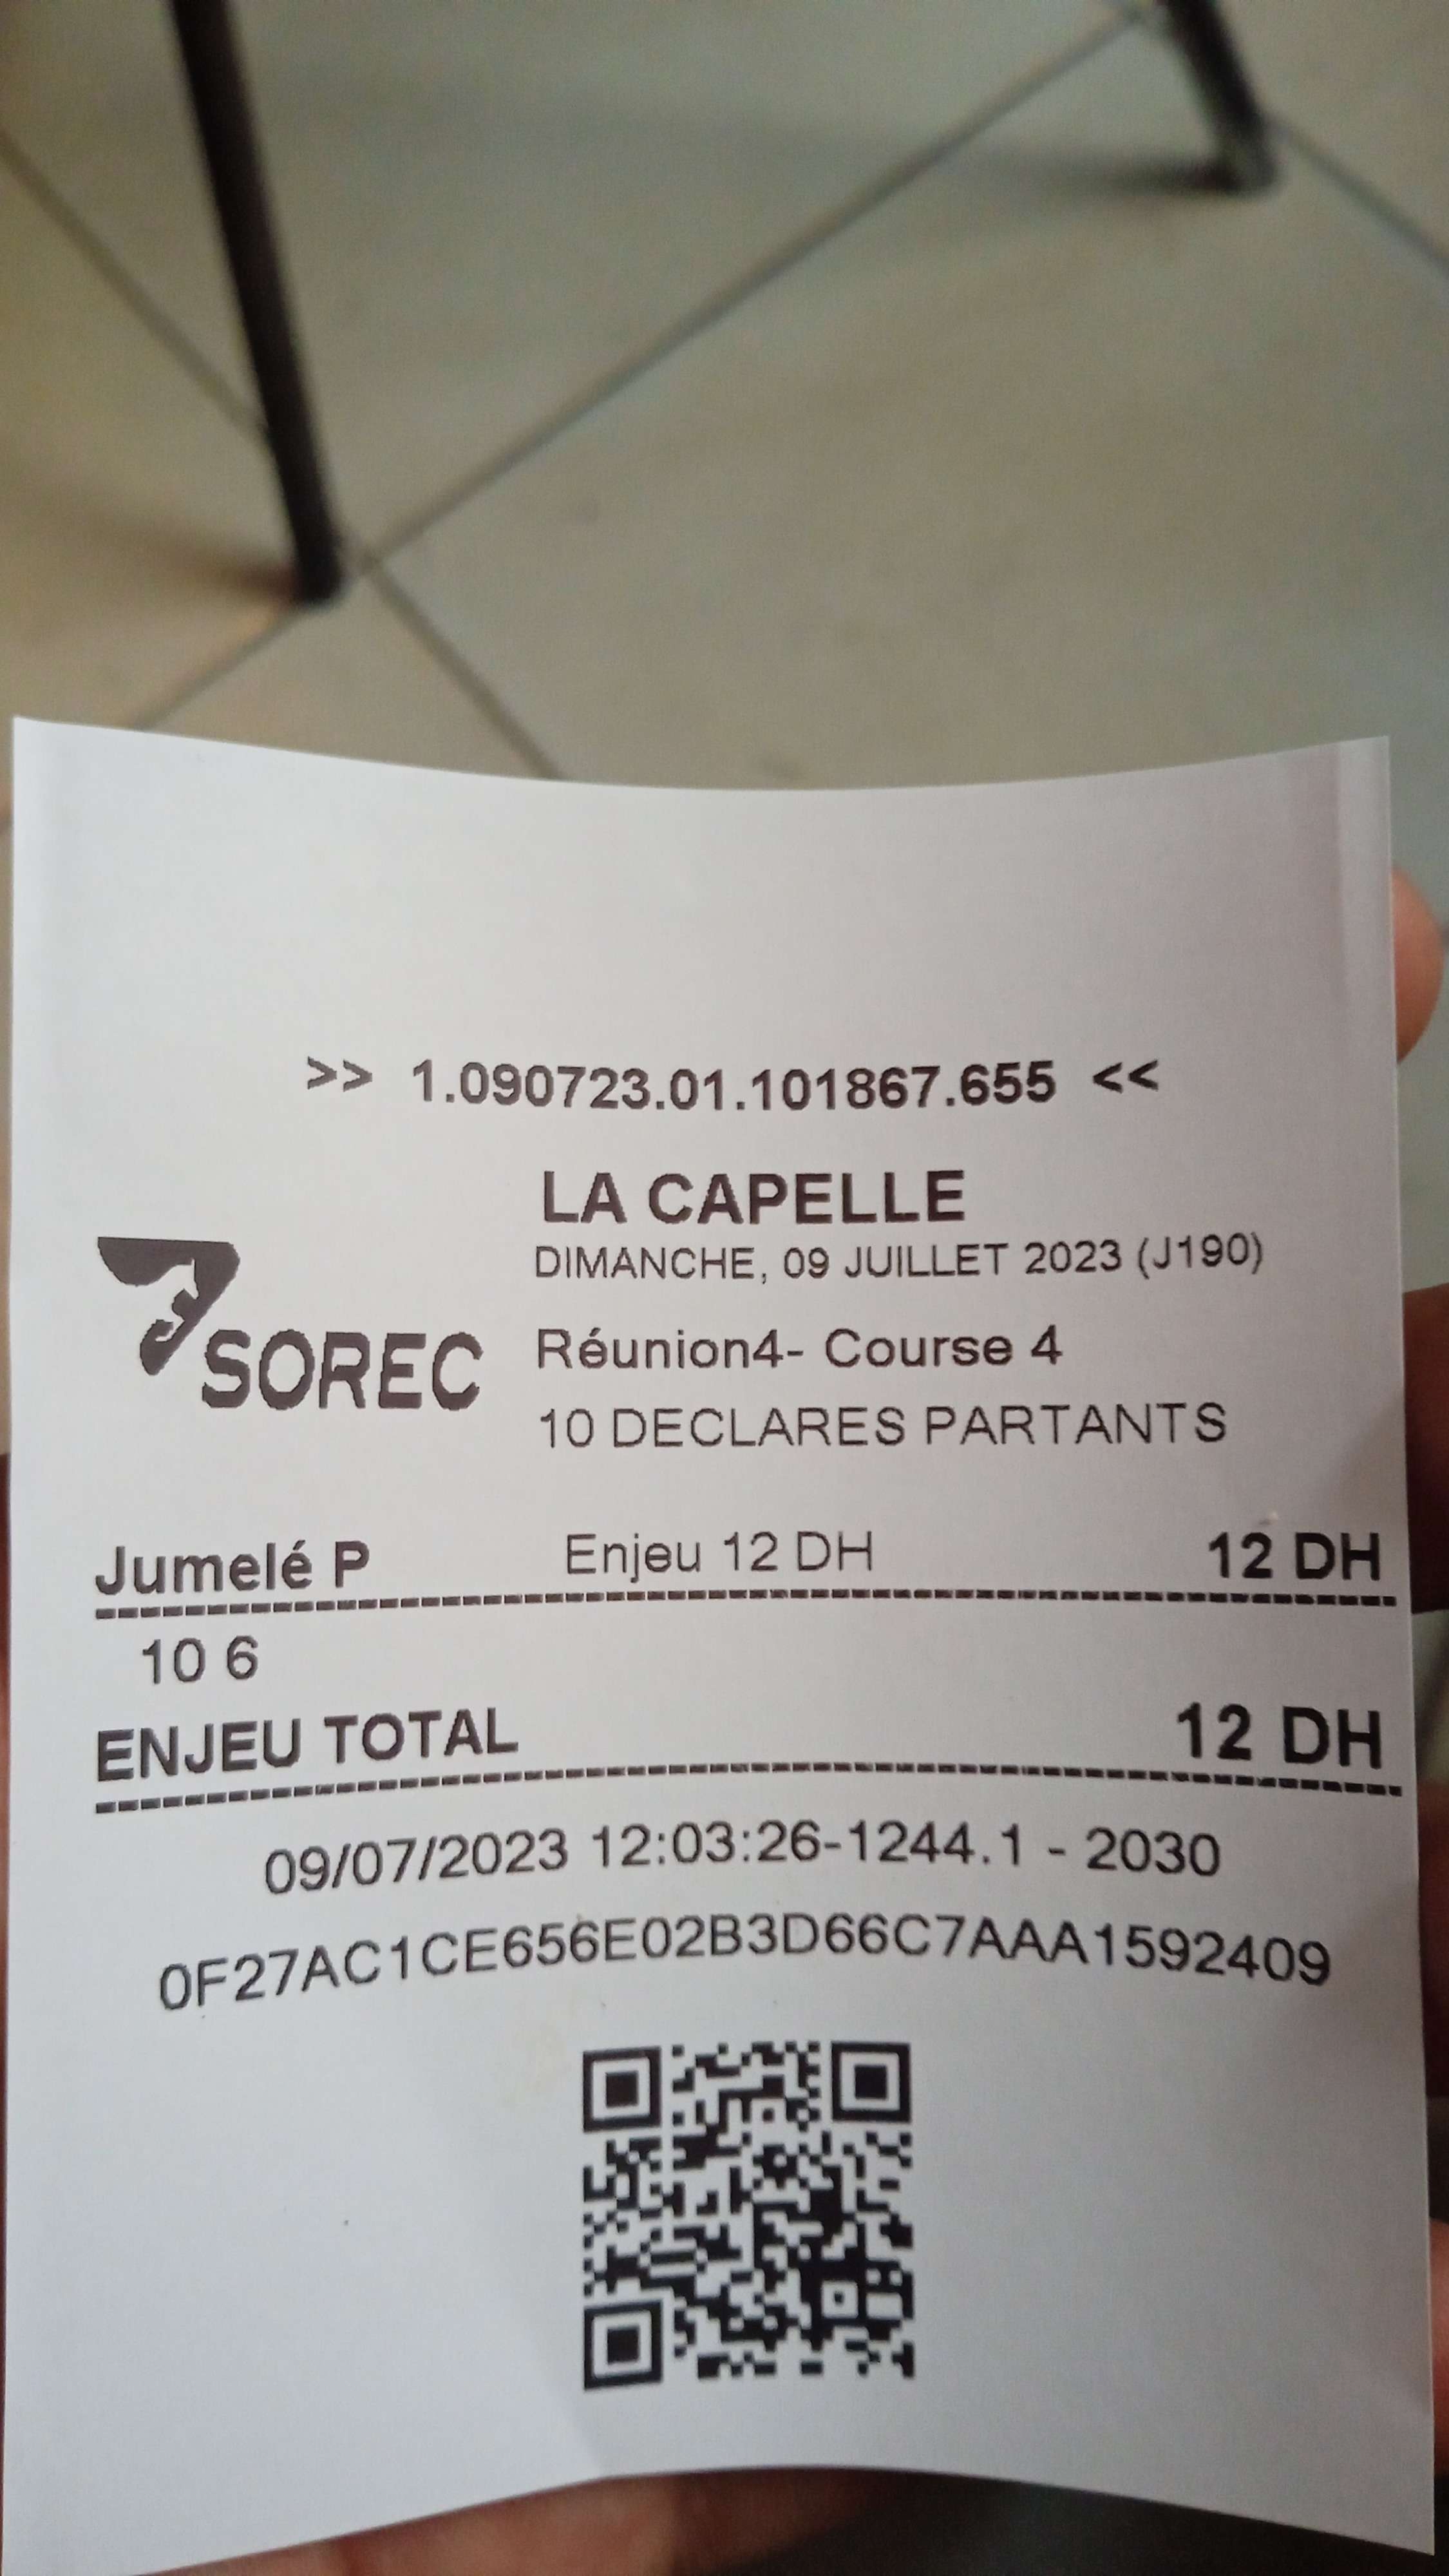 >> 1.090723.01.101867.655 <<
LA CAPELLE
DIMANCHE, 09 JUILLET 2023 (J190)
SOREC
Réunion4- Course 4
10 DECLARES PARTANTS
Jumelé P Enjeu 12 DH 12 DH
10 6
ENJEU TOTAL 12 DH
09/07/2023 12:03:26-1244.1 - 2030
0F27AC1CE656E02B3D66C7AAA1592409